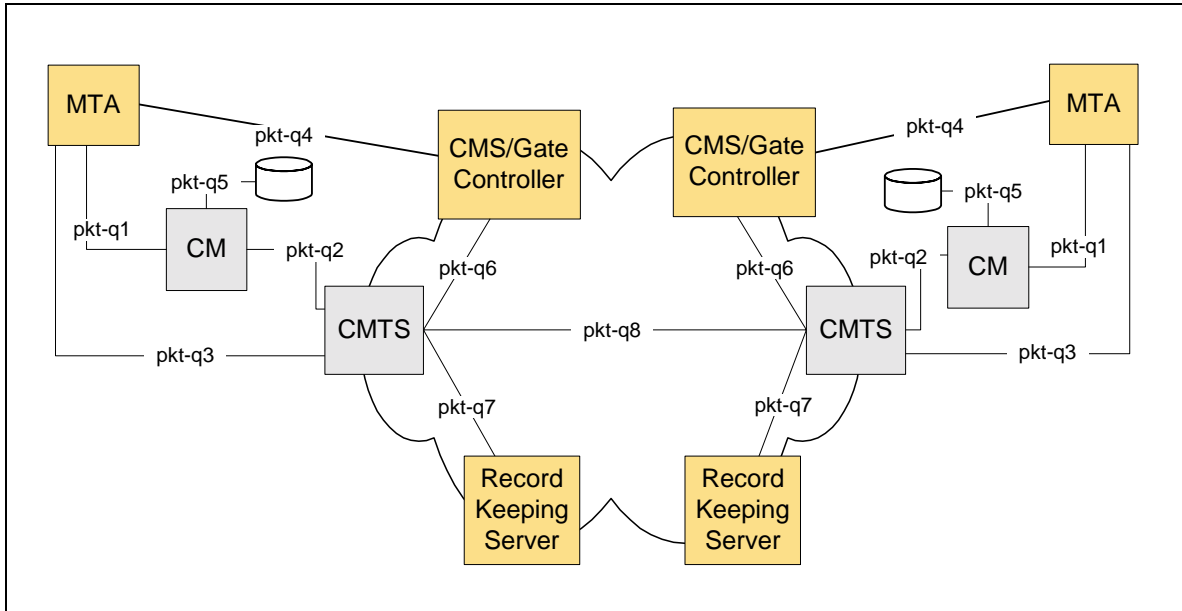 MTA
MTA
pkt-q4
pkt-q4
CMS/Gate
Controller
CMS/Gate
Controller
pkt-q5
pkt-q5
pkt-q1
CM
pkt-q2
pkt-q6
pkt-q6
pkt-q2
CM
pkt-q1
CMTS
pkt-q8
CMTS
pkt-q3
pkt-q3
pkt-q7
pkt-q7
Record
Keeping
Server
Record
Keeping
Server